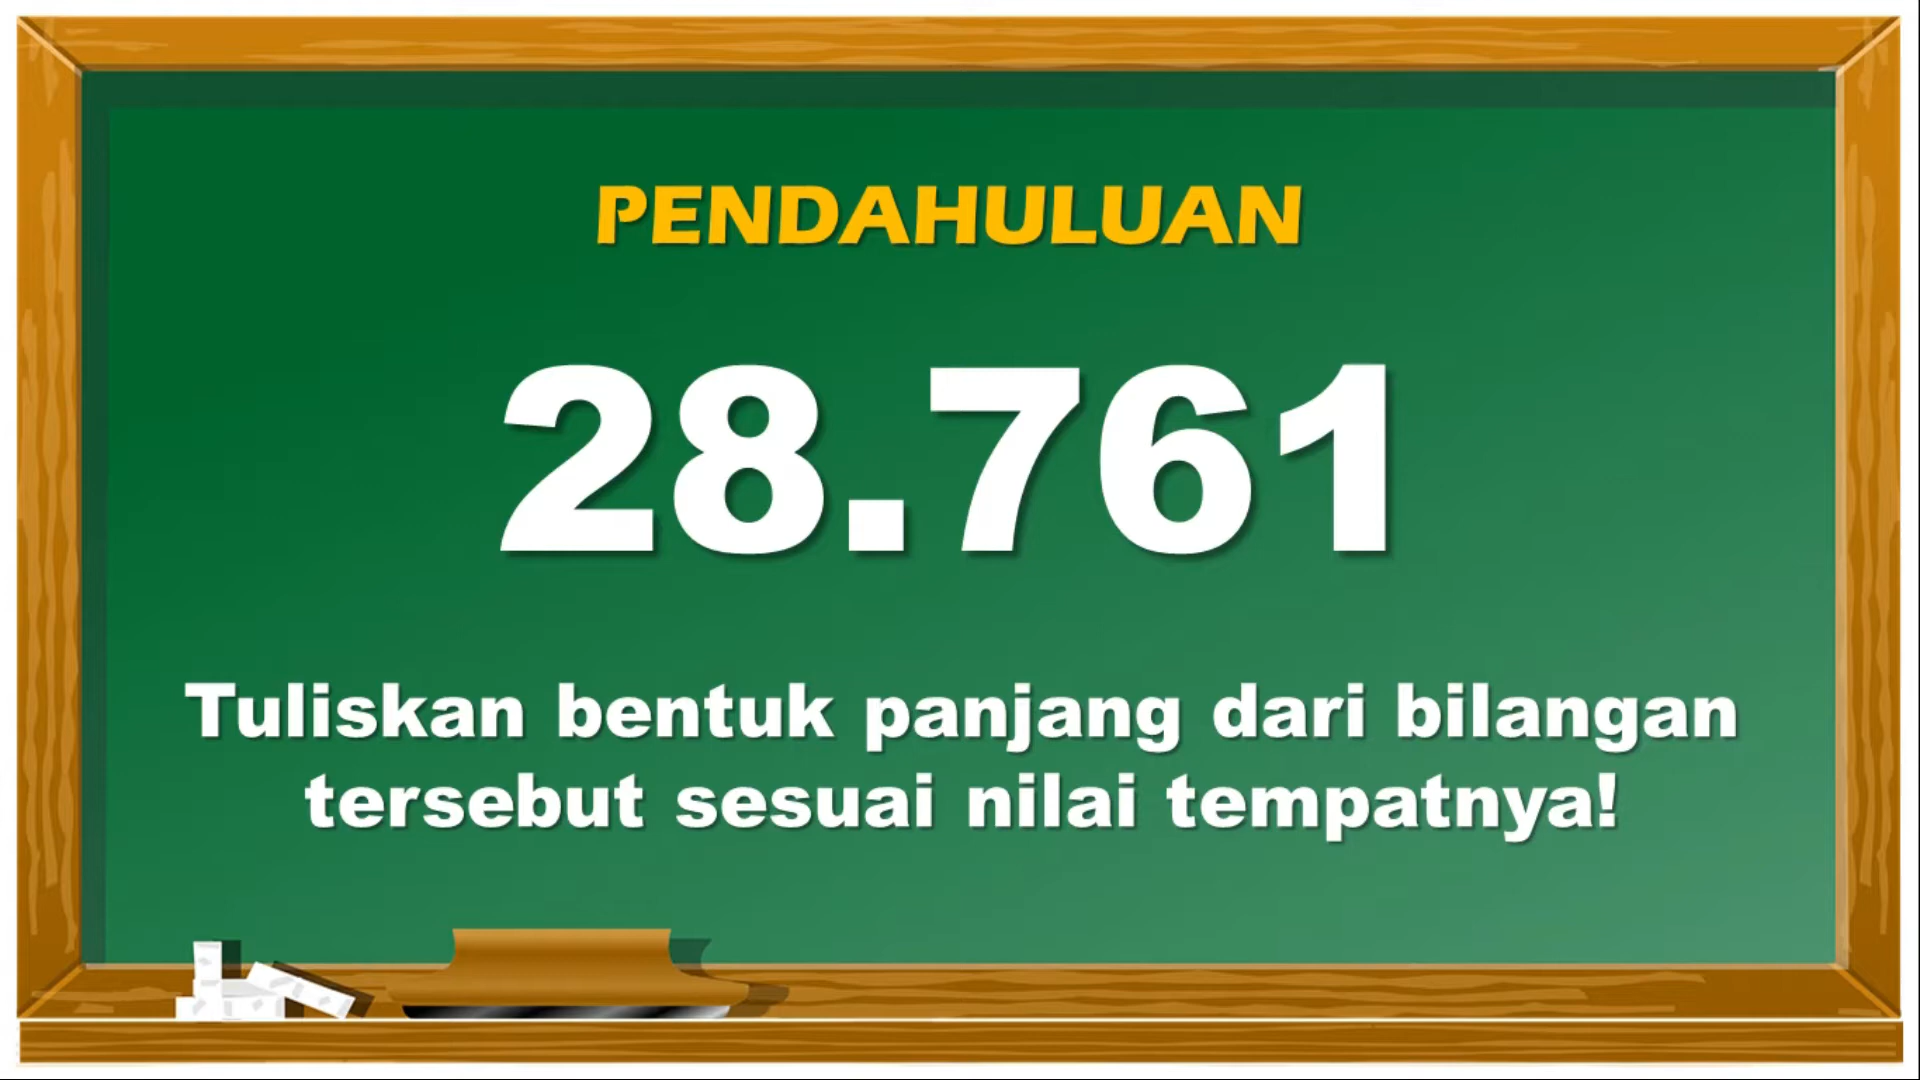 PENDAHULUAN
28.761
Tuliskan bentuk panjang dari bilangan
tersebut sesuai nilai tempatnya!